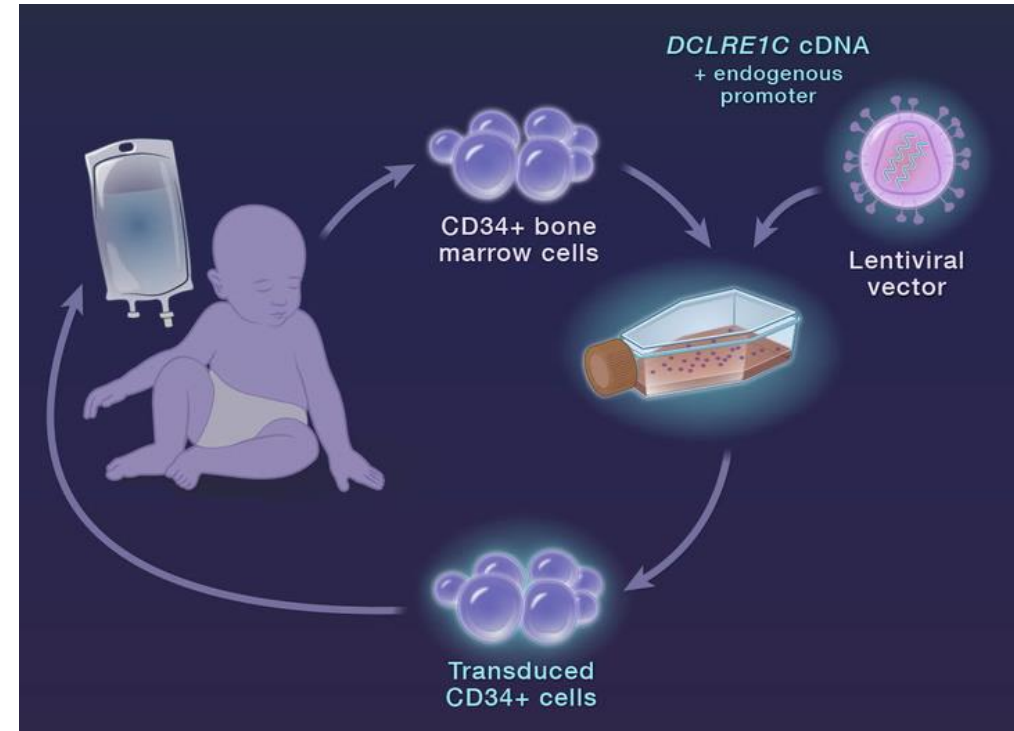 DCLRE1C cDNA
+ endogenous
promoter
CD34+ bone
marrow cells
Lentiviral
vector
Transduced
CD34+ cells